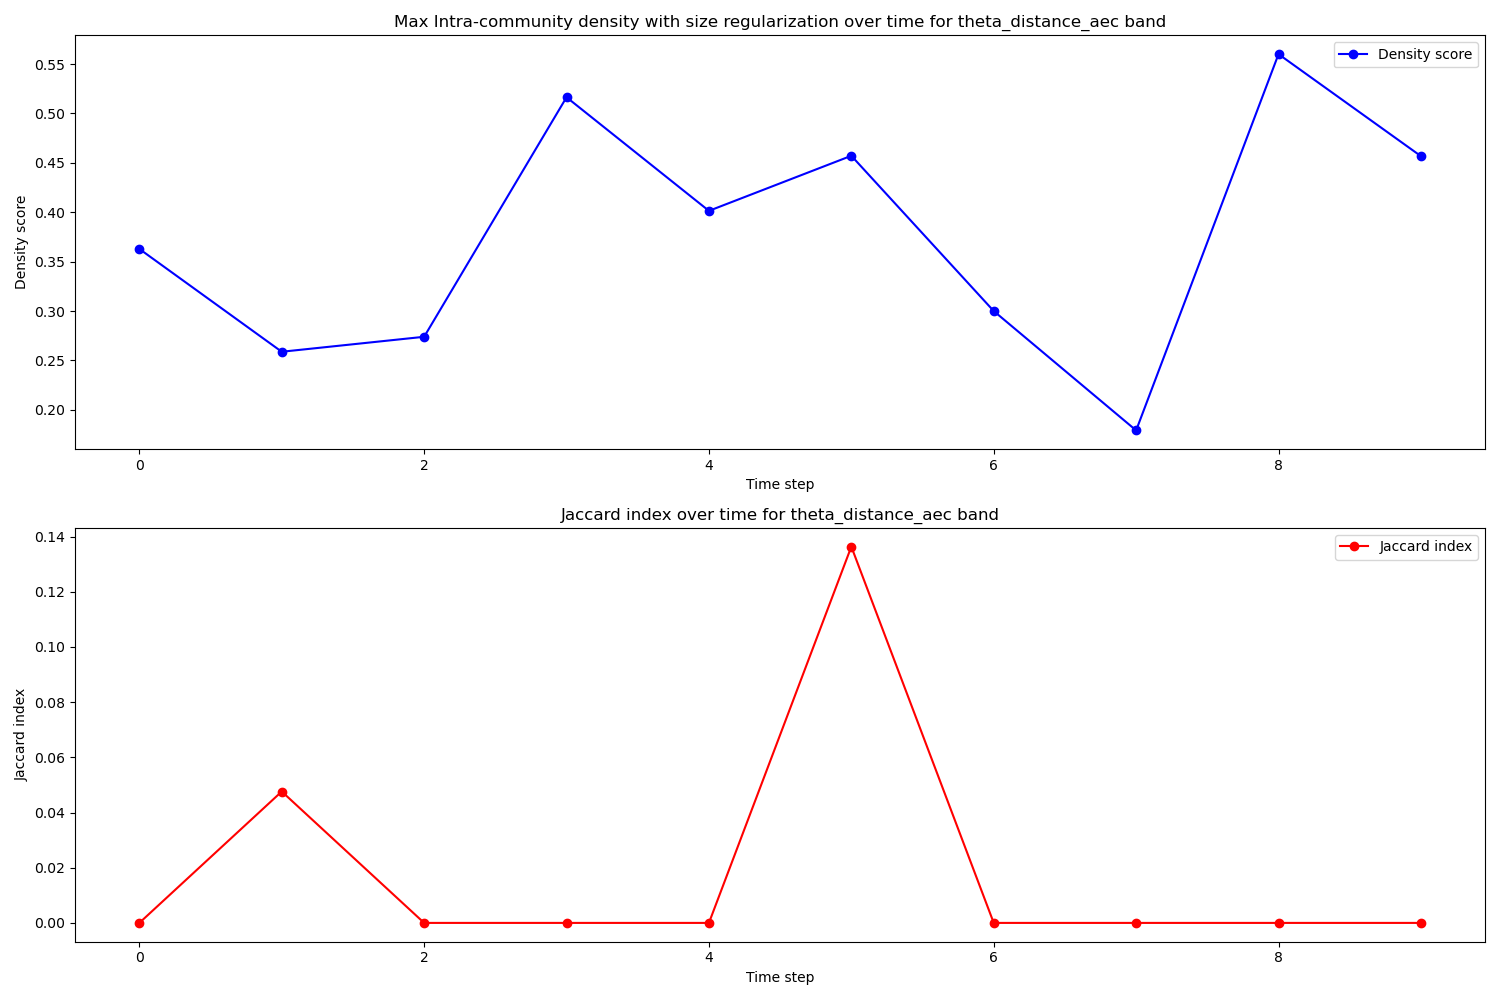 Max Intra-community density with size regularization over time for theta_distance_aec band
Density score
0.55
0.50
0.45
0.40
0.35
0.30
0.25
0.20
Density score
0 2 4 6 8
Time step
Jaccard index over time for theta_distance_aec band
Jaccard index
0.14
0.12
0.10
0.08
0.06
0.04
0.02
0.00
Jaccard index
0 2 4 6 8
Time step